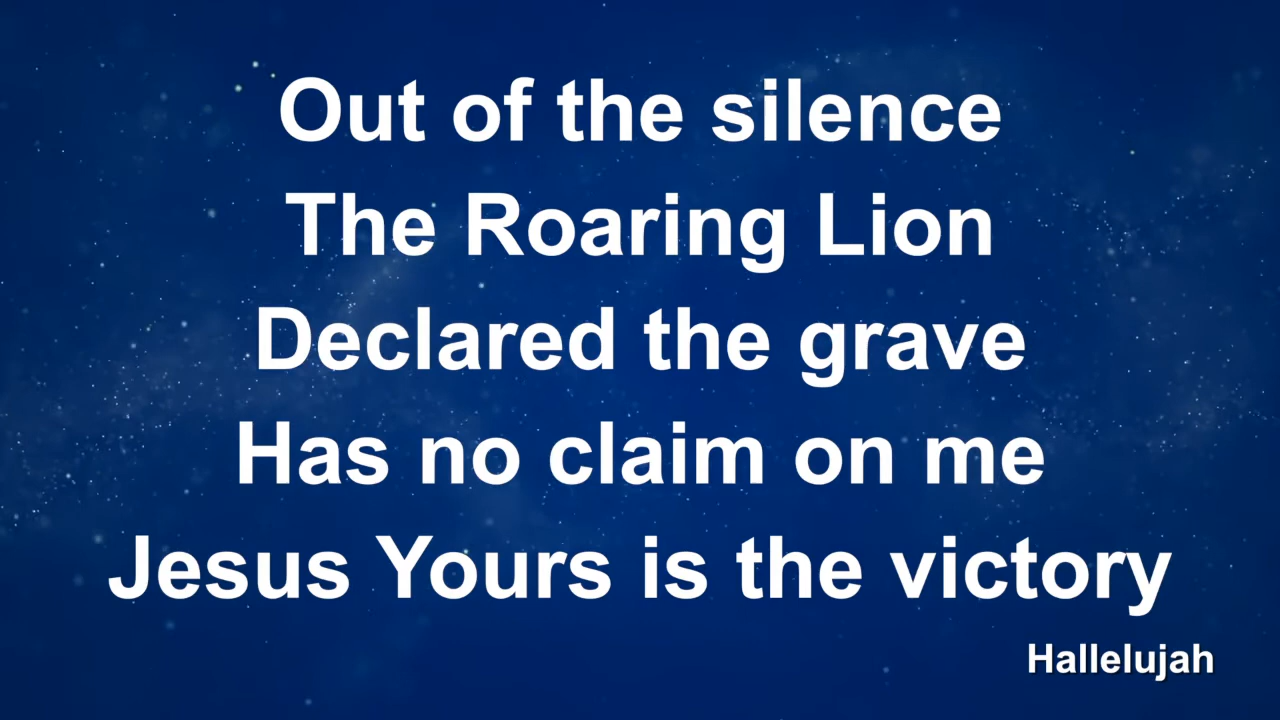 Out of the silence
The Roaring Lion
Declared the grave
Has no claim on me
Jesus Yours is the victory
Hallelujah